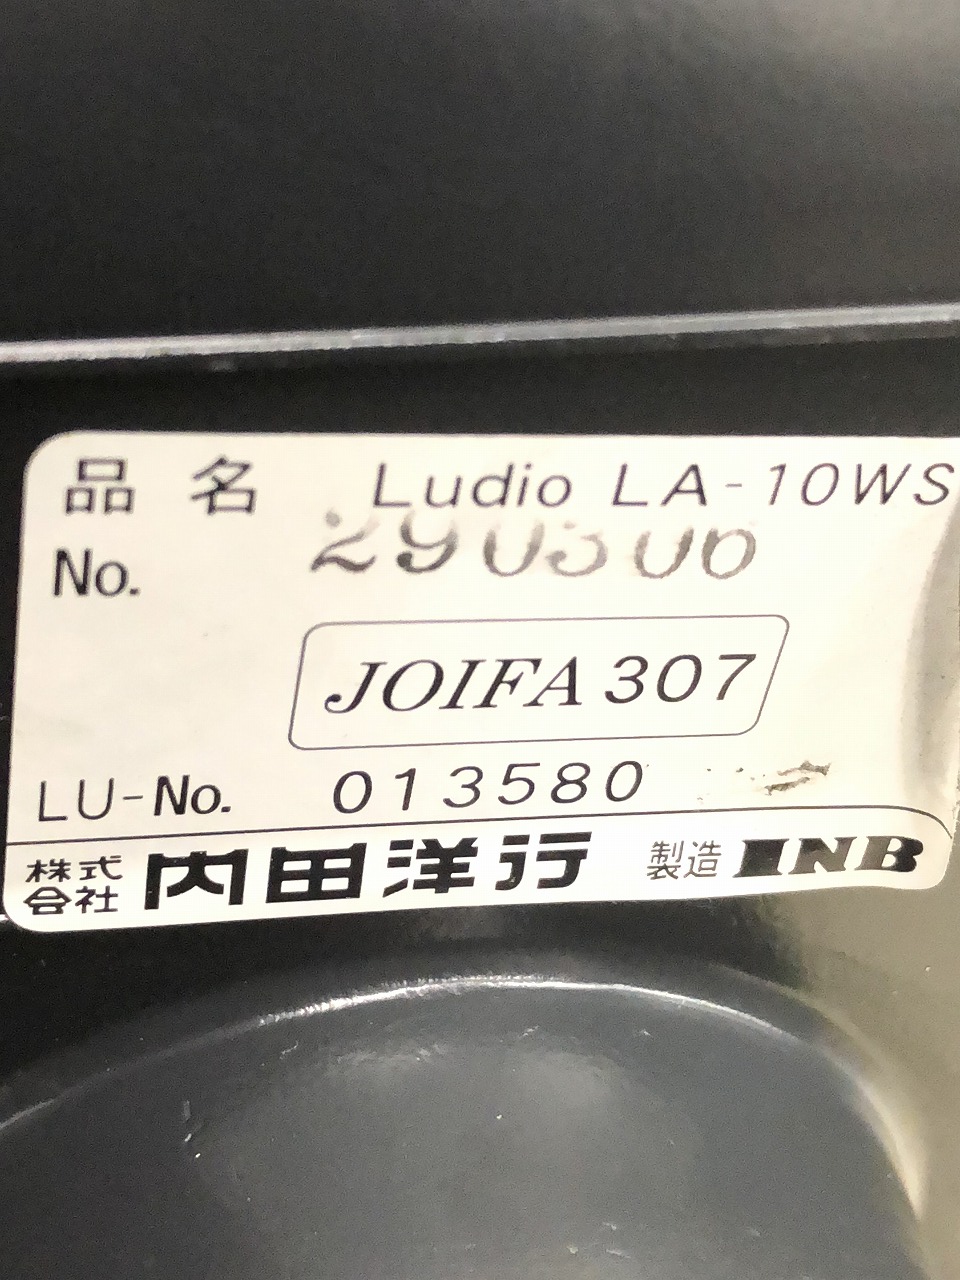 品名 Ludio LA-10WS
No. 290306
JOIFA 307
LU-No. 013580
株式会社 内田洋行 製造 INB